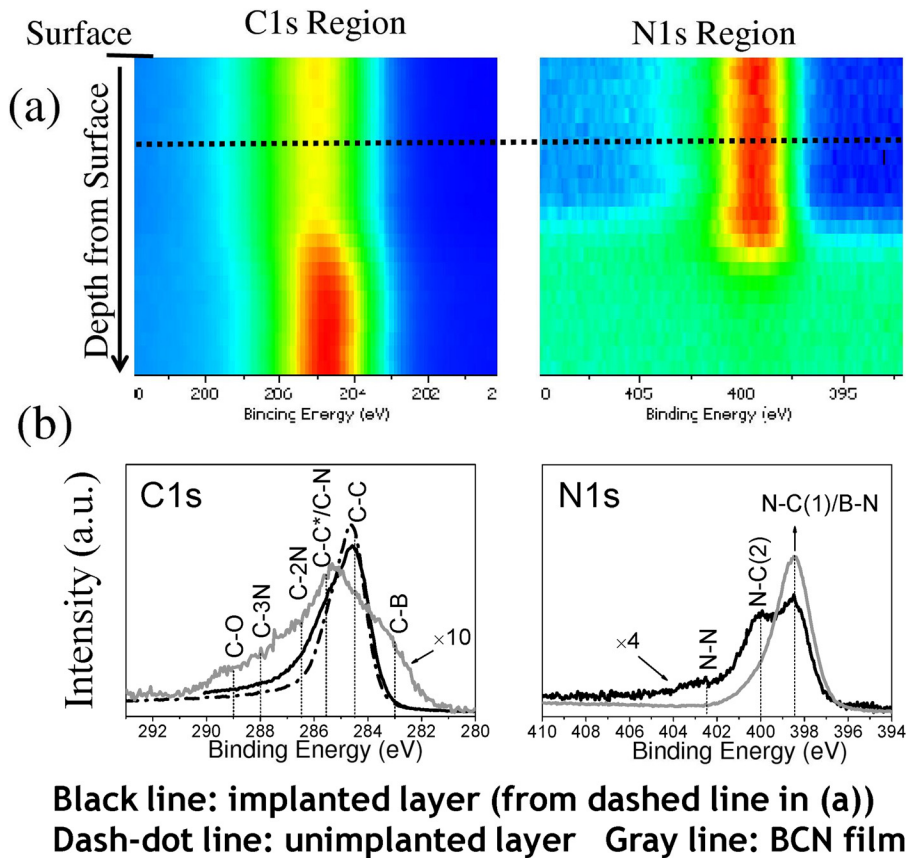 C1s Region
N1s Region
Surface
(a)
Depth from Surface
200 206 204 202 2
Bincing Energy (eV)
0 405 400 395
Binding Energy (eV)
(b)
Intensity (a.u.)
C1s
C-O
C-3N
C-2N
C-C*/C-N
C-C
C-B
×10
292 290 288 286 284 282 280
Binding Energy (eV)
N1s
N-C(1)/B-N
N-C(2)
N-N
×4
410 408 406 404 402 400 398 396 394
Binding Energy (eV)
Black line: implanted layer (from dashed line in (a))
Dash-dot line: unimplanted layer Gray line: BCN film